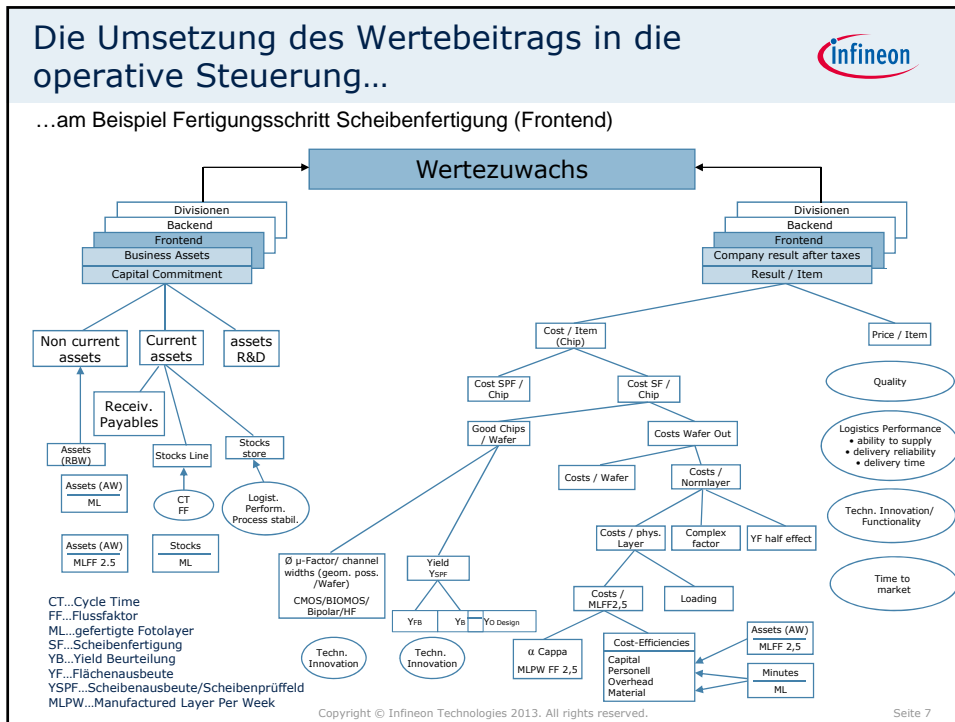 Die Umsetzung des Wertebeitrags in die
operative Steuerung…
infineon
…am Beispiel Fertigungsschritt Scheibenfertigung (Frontend)
Wertezuwachs
Divisionen
Backend
Frontend
Business Assets
Capital Commitment
Divisionen
Backend
Frontend
Company result after taxes
Result / Item
Non current
assets
Current
assets
assets
R&D
Receiv.
Payables
Assets
(RBW)
Stocks Line
Stocks
store
Assets (AW)
ML
CT
FF
Logist.
Perform.
Process stabil.
Assets (AW)
MLFF 2.5
Stocks
ML
Cost / Item
(Chip)
Price / Item
Cost SPF /
Chip
Cost SF /
Chip
Good Chips
/ Wafer
Costs Wafer Out
Costs / Wafer
Costs /
Normlayer
Costs / phys.
Layer
Complex
factor
YF half effect
Ø µ-Factor/ channel
widths (geom. poss.
/Wafer)
CMOS/BIOMOS/
Bipolar/HF
Yield
YSPF
YFB
YB
YO Design
Techn.
Innovation
Techn.
Innovation
Costs /
MLFF2,5
Loading
α Cappa
MLPW FF 2,5
Cost-Efficiencies
Capital
Personell
Overhead
Material
Assets (AW)
MLFF 2,5
Minutes
ML
Quality
Logistics Performance
• ability to supply
• delivery reliability
• delivery time
Techn. Innovation/
Functionality
Time to
market
CT…Cycle Time
FF…Flussfaktor
ML…gefertigte Fotolayer
SF…Scheibenfertigung
YB…Yield Beurteilung
YF…Flächenausbeute
YSPF…Scheibenausbeute/Scheibenprüffeld
MLPW…Manufactured Layer Per Week
Copyright © Infineon Technologies 2013. All rights reserved.
Seite 7